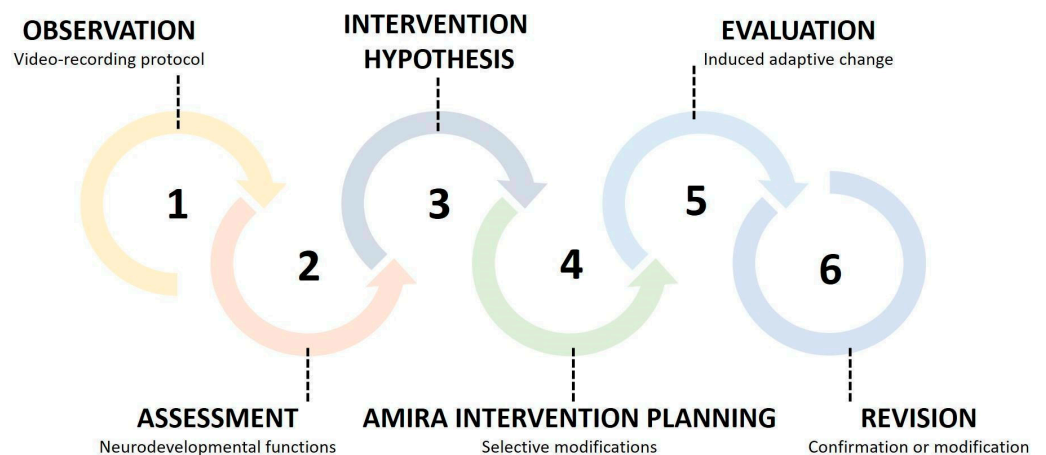 OBSERVATION
Video-recording protocol
INTERVENTION
HYPOTHESIS
EVALUATION
Induced adaptive change
1
2
3
4
5
6
ASSESSMENT
Neurodevelopmental functions
AMIRA INTERVENTION PLANNING
Selective modifications
REVISION
Confirmation or modification